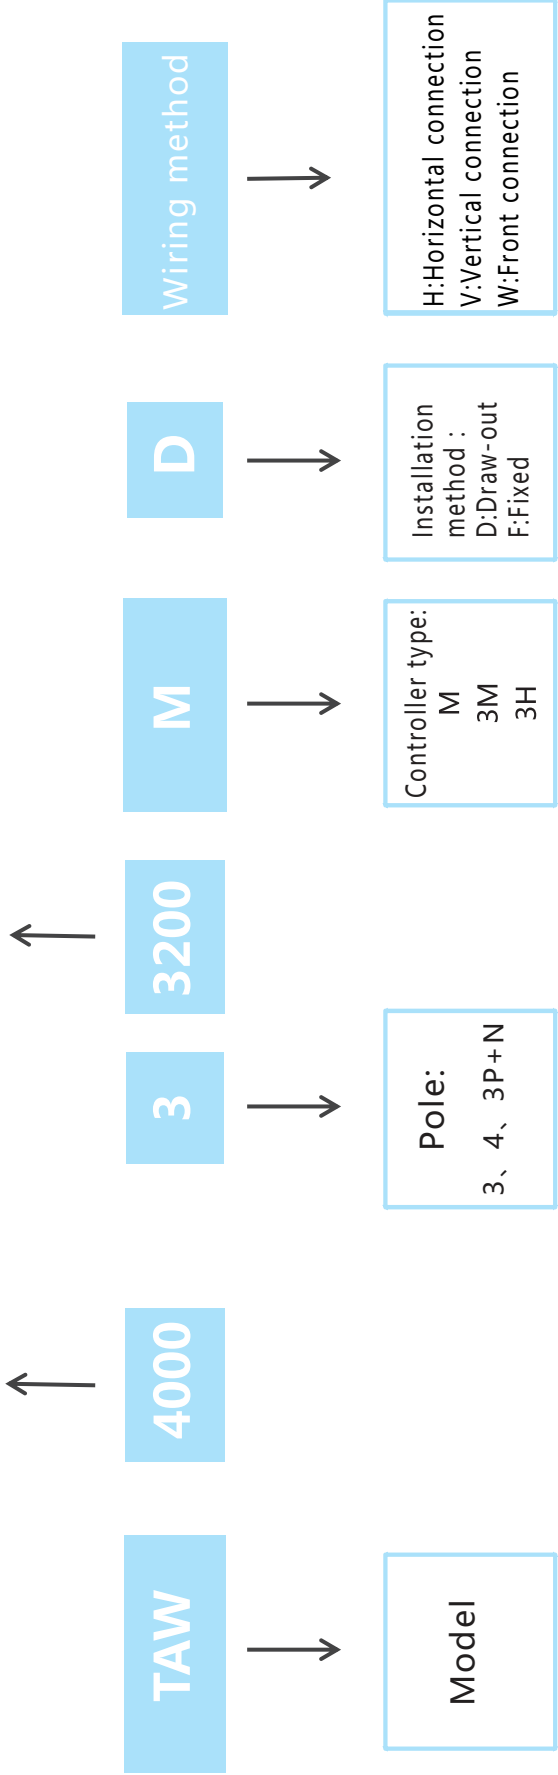 TAW
4000
3
3200
M
D
Wiring method
Model
Pole:
3、4、3P+N
Controller type:
M
3M
3H
Installation
method :
D:Draw-out
F:Fixed
H:Horizontal connection
V:Vertical connection
W:Front connection